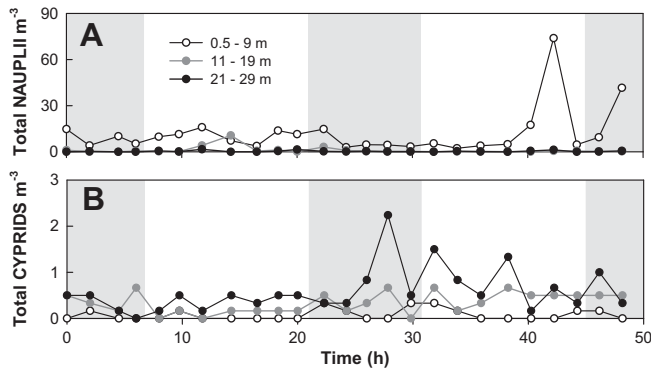 90
A
0.5 - 9 m
11 - 19 m
21 - 29 m
60
30
0
Total NAUPLII m-3
3
B
2
1
0
Total CYPRIDS m-3
0 10 20 30 40 50
Time (h)